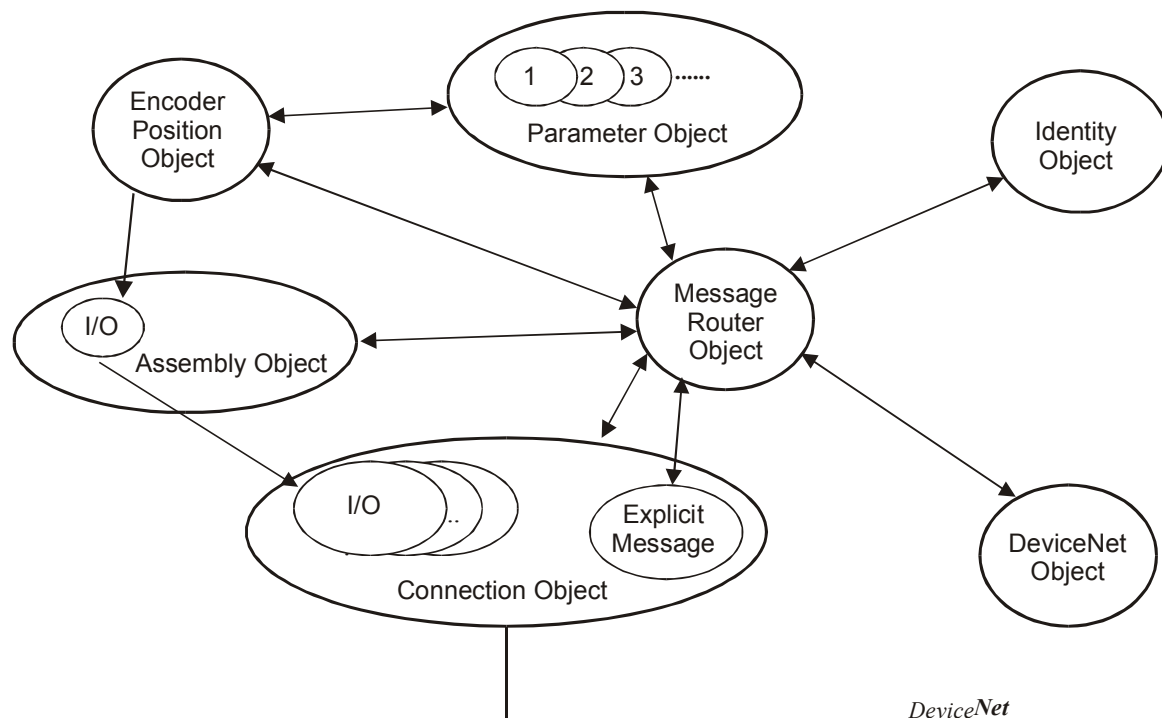 1 2 3 ......
Parameter Object
Encoder
Position
Object
Identity
Object
Message
Router
Object
I/O
Assembly Object
I/O ..
Explicit
Message
Connection Object
DeviceNet
Object
DeviceNet